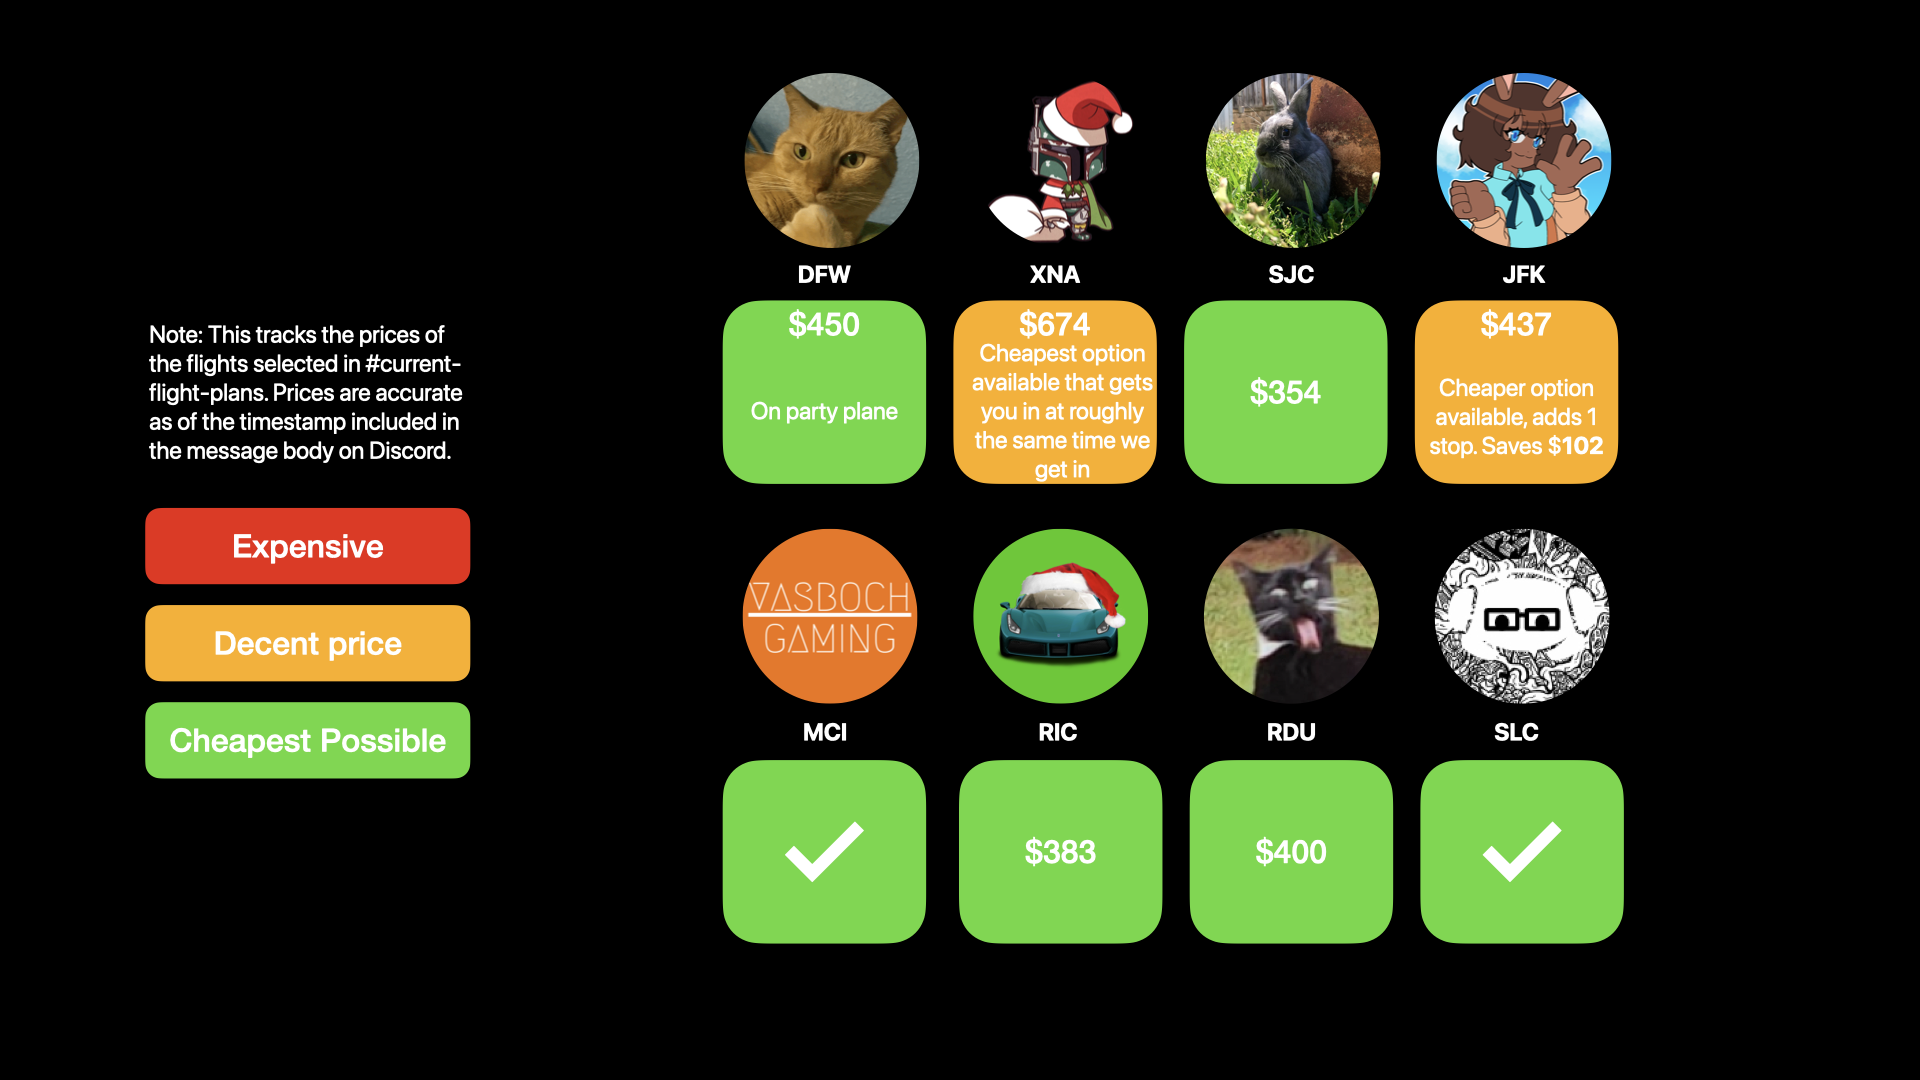 Note: This tracks the prices of
the flights selected in #current-
flight-plans. Prices are accurate
as of the timestamp included in
the message body on Discord.
Expensive
Decent price
Cheapest Possible
DFW
XNA
SJC
JFK
$450
On party plane
$674
Cheapest option
available that gets
you in at roughly
the same time we
get in
$354
$437
Cheaper option
available, adds 1
stop. Saves $102
VASBOCH
GAMING
MCI
RIC
RDU
SLC
$383
$400